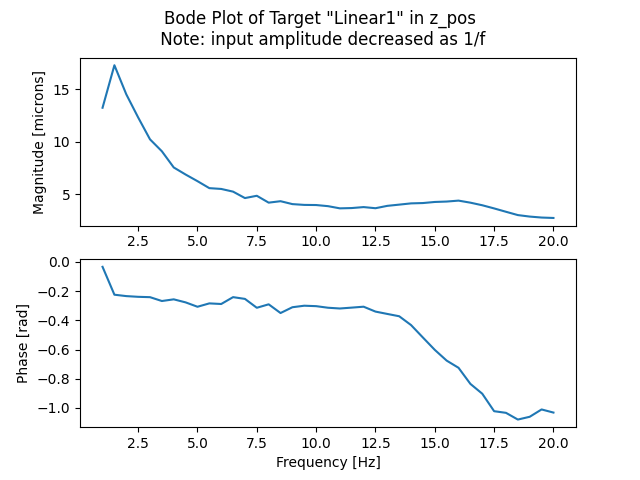 Bode Plot of Target "Linear1" in z_pos
Note: input amplitude decreased as 1/f
Magnitude [microns]
15
10
5
2.5 5.0 7.5 10.0 12.5 15.0 17.5 20.0
Phase [rad]
0.0
−0.2
−0.4
−0.6
−0.8
−1.0
2.5 5.0 7.5 10.0 12.5 15.0 17.5 20.0
Frequency [Hz]